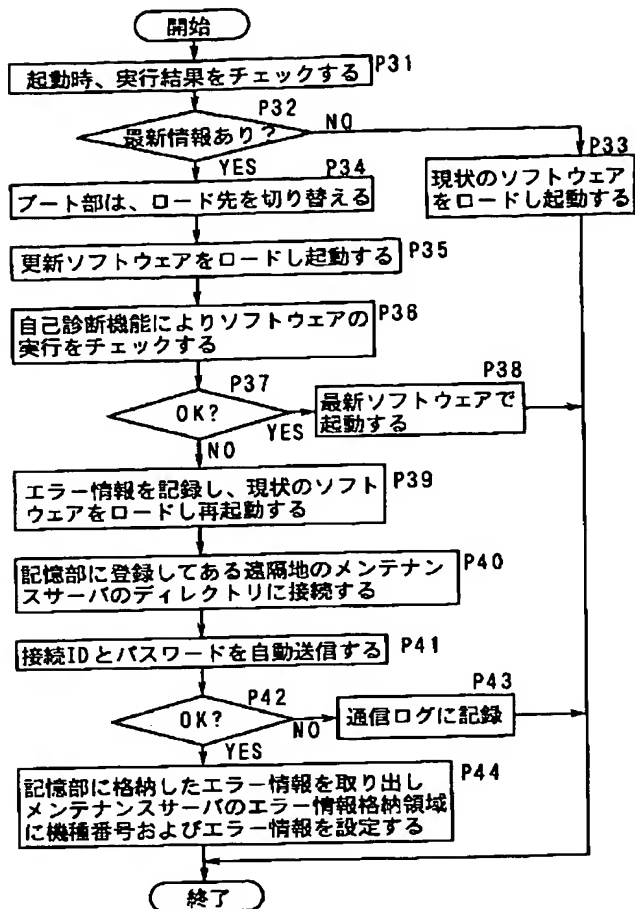 開始
起動時、実行結果をチェックする
P31
P32
最新情報あり?
NO
YES
P33
現状のソフトウェア
をロードし起動する
P34
ブート部は、ロード先を切り替える
更新ソフトウェアをロードし起動する
P35
自己診断機能によりソフトウェアの
実行をチェックする
P36
P37
OK?
YES
NO
P38
最新ソフトウェアで
起動する
エラー情報を記録し、現状のソフト
ウェアをロードし再起動する
P39
記憶部に登録してある遠隔地のメンテナン
スサーバのディレクトリに接続する
P40
接続IDとパスワードを自動送信する
P41
P42
OK?
NO
YES
P43
通信ログに記録
記憶部に格納したエラー情報を取り出し
メンテナンスサーバのエラー情報格納領域
に機種番号およびエラー情報を設定する
P44
終了